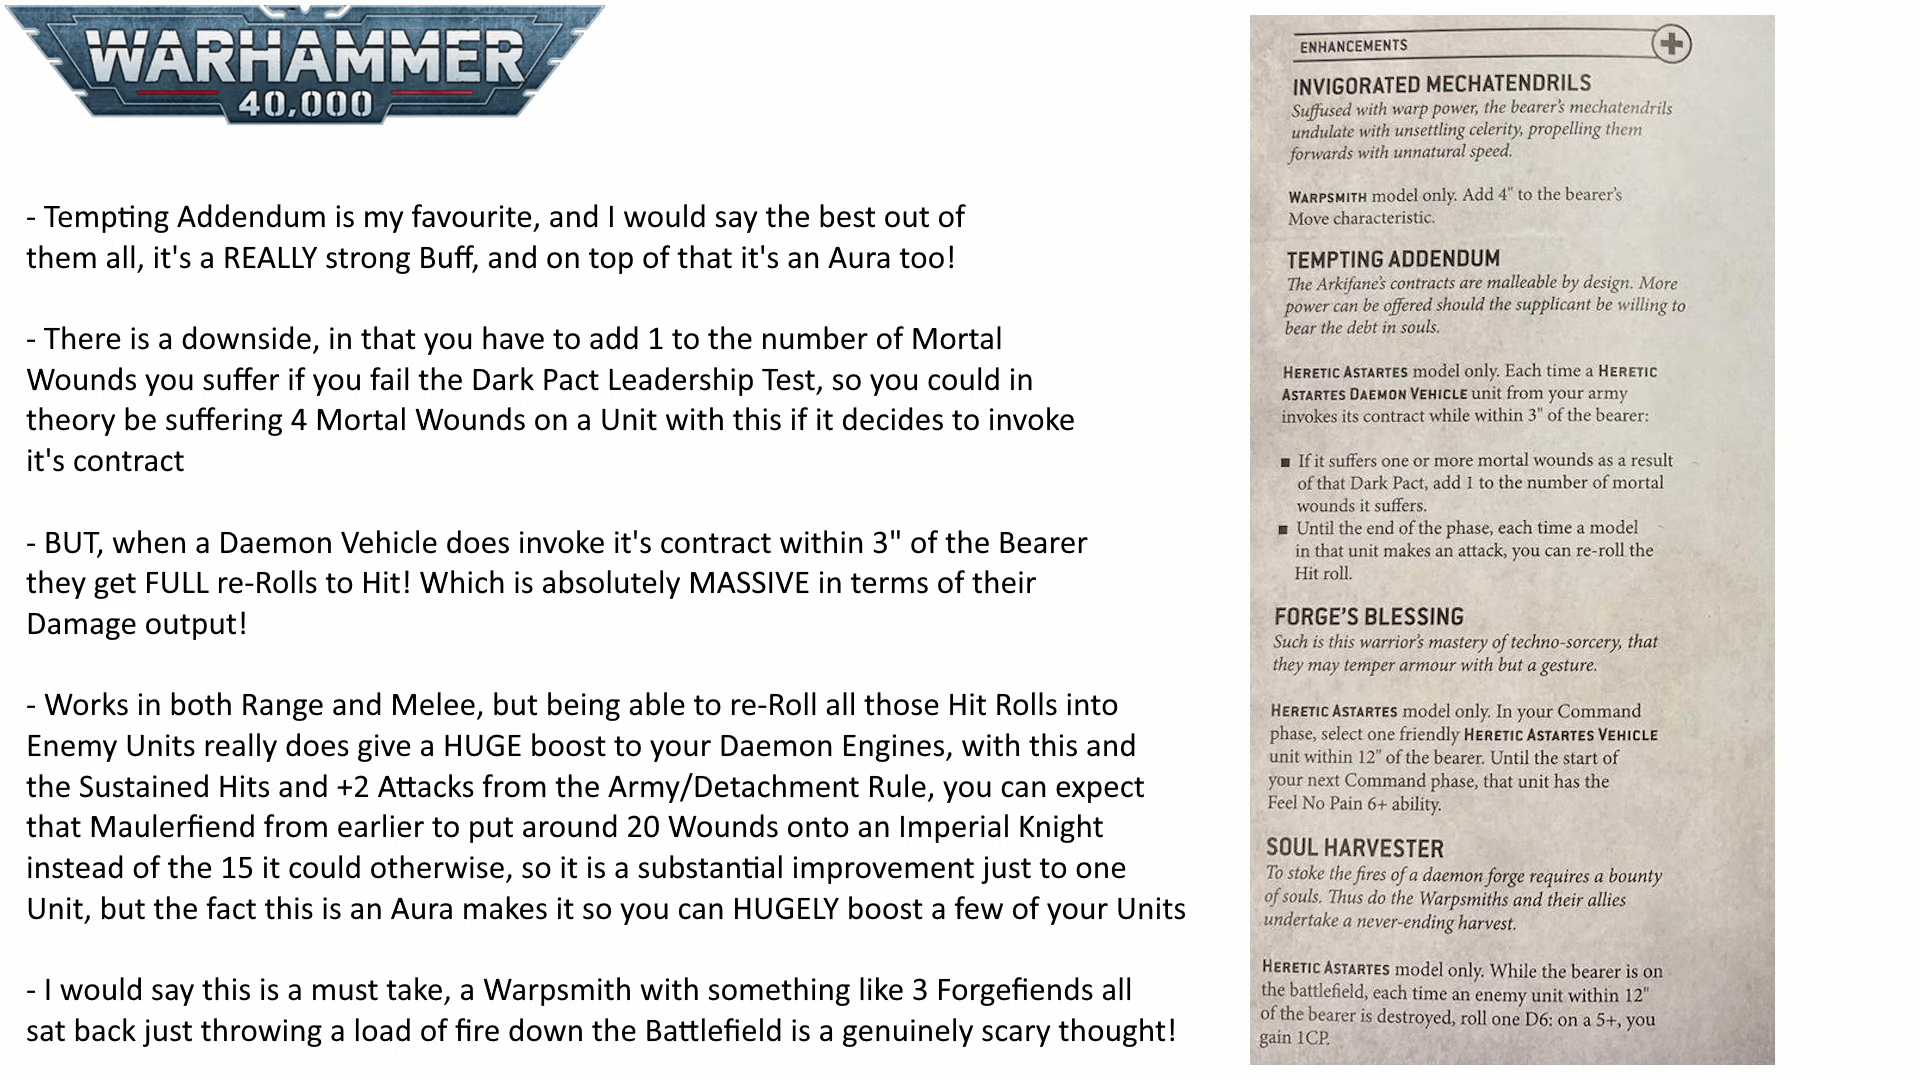 WARHAMMER
40,000
- Tempting Addendum is my favourite, and I would say the best out of
them all, it's a REALLY strong Buff, and on top of that it's an Aura too!
- There is a downside, in that you have to add 1 to the number of Mortal
Wounds you suffer if you fail the Dark Pact Leadership Test, so you could in
theory be suffering 4 Mortal Wounds on a Unit with this if it decides to invoke
it's contract
- BUT, when a Daemon Vehicle does invoke it's contract within 3" of the Bearer
they get FULL re-Rolls to Hit! Which is absolutely MASSIVE in terms of their
Damage output!
- Works in both Range and Melee, but being able to re-Roll all those Hit Rolls into
Enemy Units really does give a HUGE boost to your Daemon Engines, with this and
the Sustained Hits and +2 Attacks from the Army/Detachment Rule, you can expect
that Maulerfiend from earlier to put around 20 Wounds onto an Imperial Knight
instead of the 15 it could otherwise, so it is a substantial improvement just to one
Unit, but the fact this is an Aura makes it so you can HUGELY boost a few of your Units
- I would say this is a must take, a Warpsmith with something like 3 Forgefiends all
sat back just throwing a load of fire down the Battlefield is a genuinely scary thought!
ENHANCEMENTS
INVIGORATED MECHATENDRILS
Suffused with warp power, the bearer's mechatendrils
undulate with unsettling celerity, propelling them
forwards with unnatural speed.
WARPSMITH model only. Add 4" to the bearer's
Move characteristic.
TEMPTING ADDENDUM
The Arkifane's contracts are malleable by design. More
power can be offered should the supplicant be willing to
bear the debt in souls.
HERETIC ASTARTES model only. Each time a HERETIC
ASTARTES DAEMON VEHICLE unit from your army
invokes its contract while within 3" of the bearer:
■ If it suffers one or more mortal wounds as a result
of that Dark Pact, add 1 to the number of mortal
wounds it suffers.
■ Until the end of the phase, each time a model
in that unit makes an attack, you can re-roll the
Hit roll.
FORGE'S BLESSING
Such is this warrior's mastery of techno-sorcery, that
they may temper armour with but a gesture.
HERETIC ASTARTES model only. In your Command
phase, select one friendly HERETIC ASTARTES VEHICLE
unit within 12" of the bearer. Until the start of
your next Command phase, that unit has the
Feel No Pain 6+ ability.
SOUL HARVESTER
To stoke the fires of a daemon forge requires a bounty
of souls. Thus do the Warpsmiths and their allies
undertake a never-ending harvest.
HERETIC ASTARTES model only. While the bearer is on
the battlefield, each time an enemy unit within 12"
of the bearer is destroyed, roll one D6: on a 5+, you
gain 1CP.